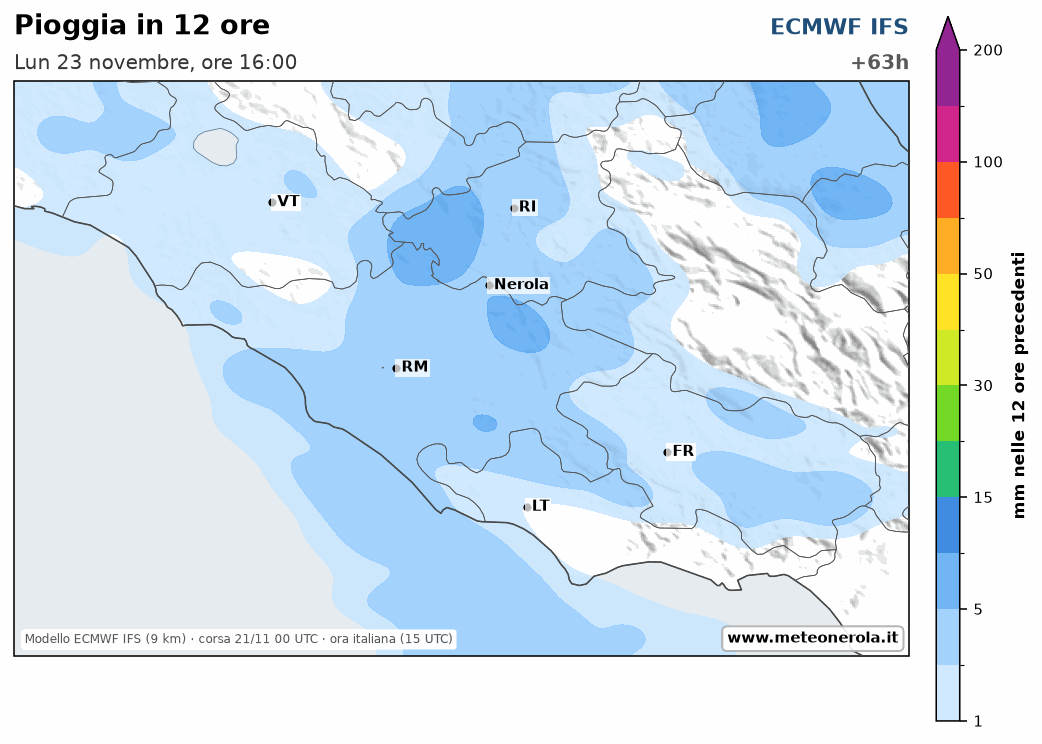 Pioggia in 12 ore
ECMWF IFS
Lun 23 novembre, ore 16:00
+63h
VT
RI
Nerola
RM
FR
LT
Modello ECMWF IFS (9 km) · corsa 21/11 00 UTC · ora italiana (15 UTC)
www.meteonerola.it
200
100
50
30
15
5
1
mm nelle 12 ore precedenti